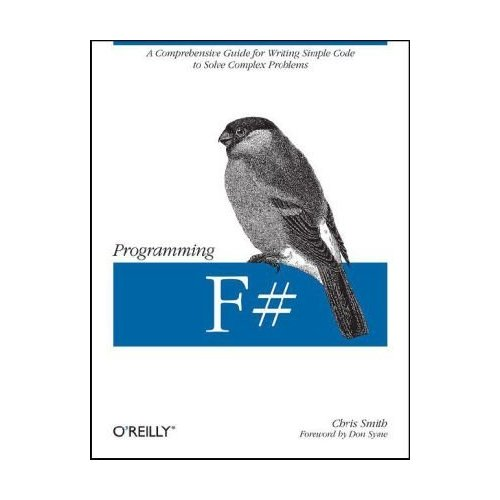 A Comprehensive Guide for Writing Simple Code
to Solve Complex Problems
Programming
F#
O'REILLY®
Chris Smith
Foreword by Don Syme